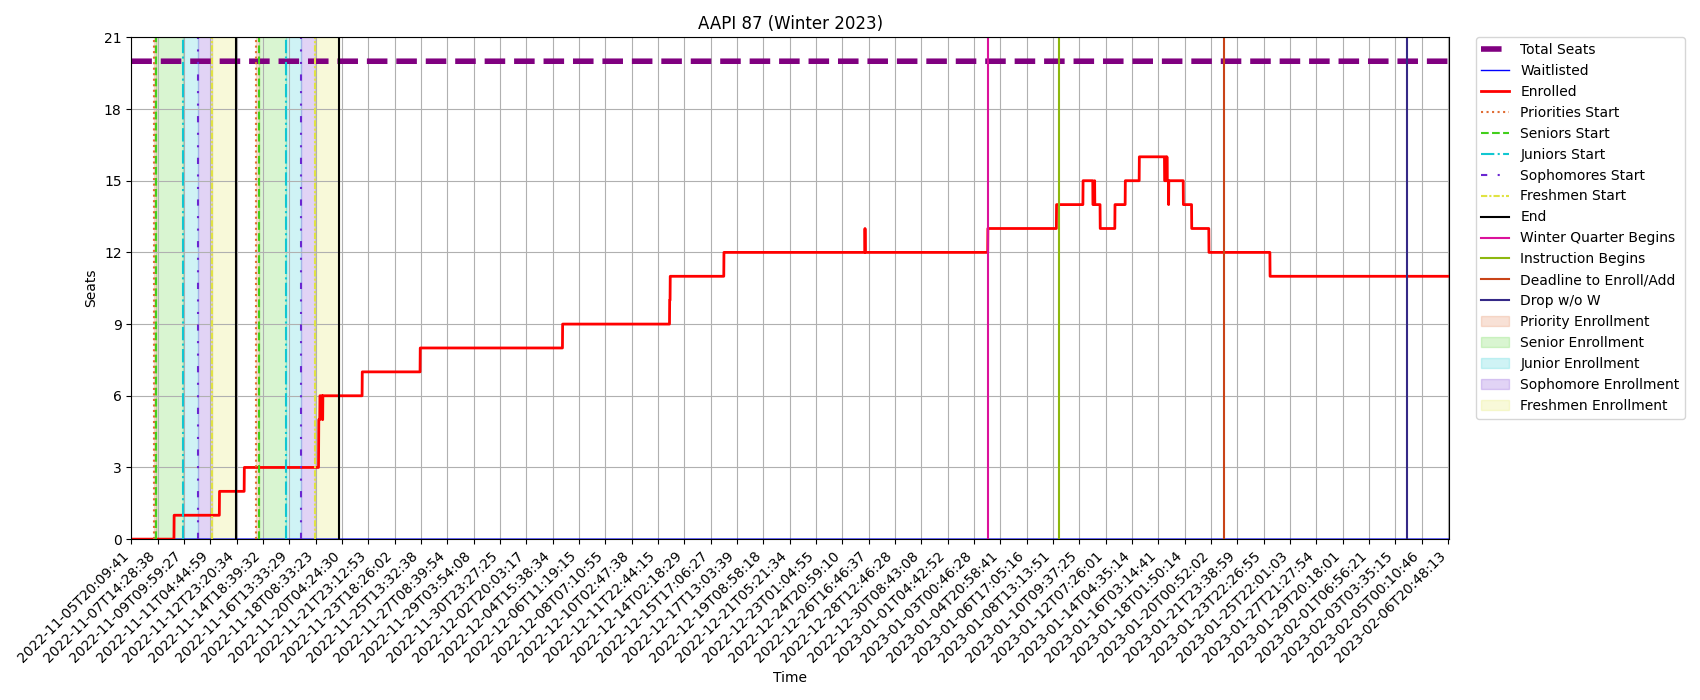 AAPI 87 (Winter 2023)
21
18
15
12
9
6
3
0
Seats
2022-11-05T20:09:41
2022-11-07T14:28:38
2022-11-09T09:59:27
2022-11-11T04:44:59
2022-11-12T23:20:34
2022-11-14T18:39:32
2022-11-16T13:33:29
2022-11-18T08:33:23
2022-11-20T04:24:30
2022-11-21T23:12:53
2022-11-23T18:26:02
2022-11-25T13:32:38
2022-11-27T08:39:54
2022-11-29T03:54:08
2022-11-30T23:27:25
2022-12-02T20:03:17
2022-12-04T15:38:34
2022-12-06T11:19:15
2022-12-08T07:10:55
2022-12-10T02:47:38
2022-12-11T22:44:15
2022-12-14T02:18:29
2022-12-15T17:06:27
2022-12-17T13:03:39
2022-12-19T08:58:18
2022-12-21T05:21:34
2022-12-23T01:04:55
2022-12-24T20:59:10
2022-12-26T16:46:37
2022-12-28T12:46:28
2022-12-30T08:43:08
2023-01-01T04:42:52
2023-01-03T00:46:28
2023-01-04T20:58:41
2023-01-06T17:05:16
2023-01-08T13:13:51
2023-01-10T09:37:25
2023-01-12T07:26:01
2023-01-14T04:35:14
2023-01-16T03:14:41
2023-01-18T01:50:14
2023-01-20T00:52:02
2023-01-21T23:38:59
2023-01-23T22:26:55
2023-01-25T22:01:03
2023-01-27T21:27:54
2023-01-29T20:18:01
2023-02-01T06:56:21
2023-02-03T03:35:15
2023-02-05T00:10:46
2023-02-06T20:48:13
Time
Total Seats
Waitlisted
Enrolled
Priorities Start
Seniors Start
Juniors Start
Sophomores Start
Freshmen Start
End
Winter Quarter Begins
Instruction Begins
Deadline to Enroll/Add
Drop w/o W
Priority Enrollment
Senior Enrollment
Junior Enrollment
Sophomore Enrollment
Freshmen Enrollment